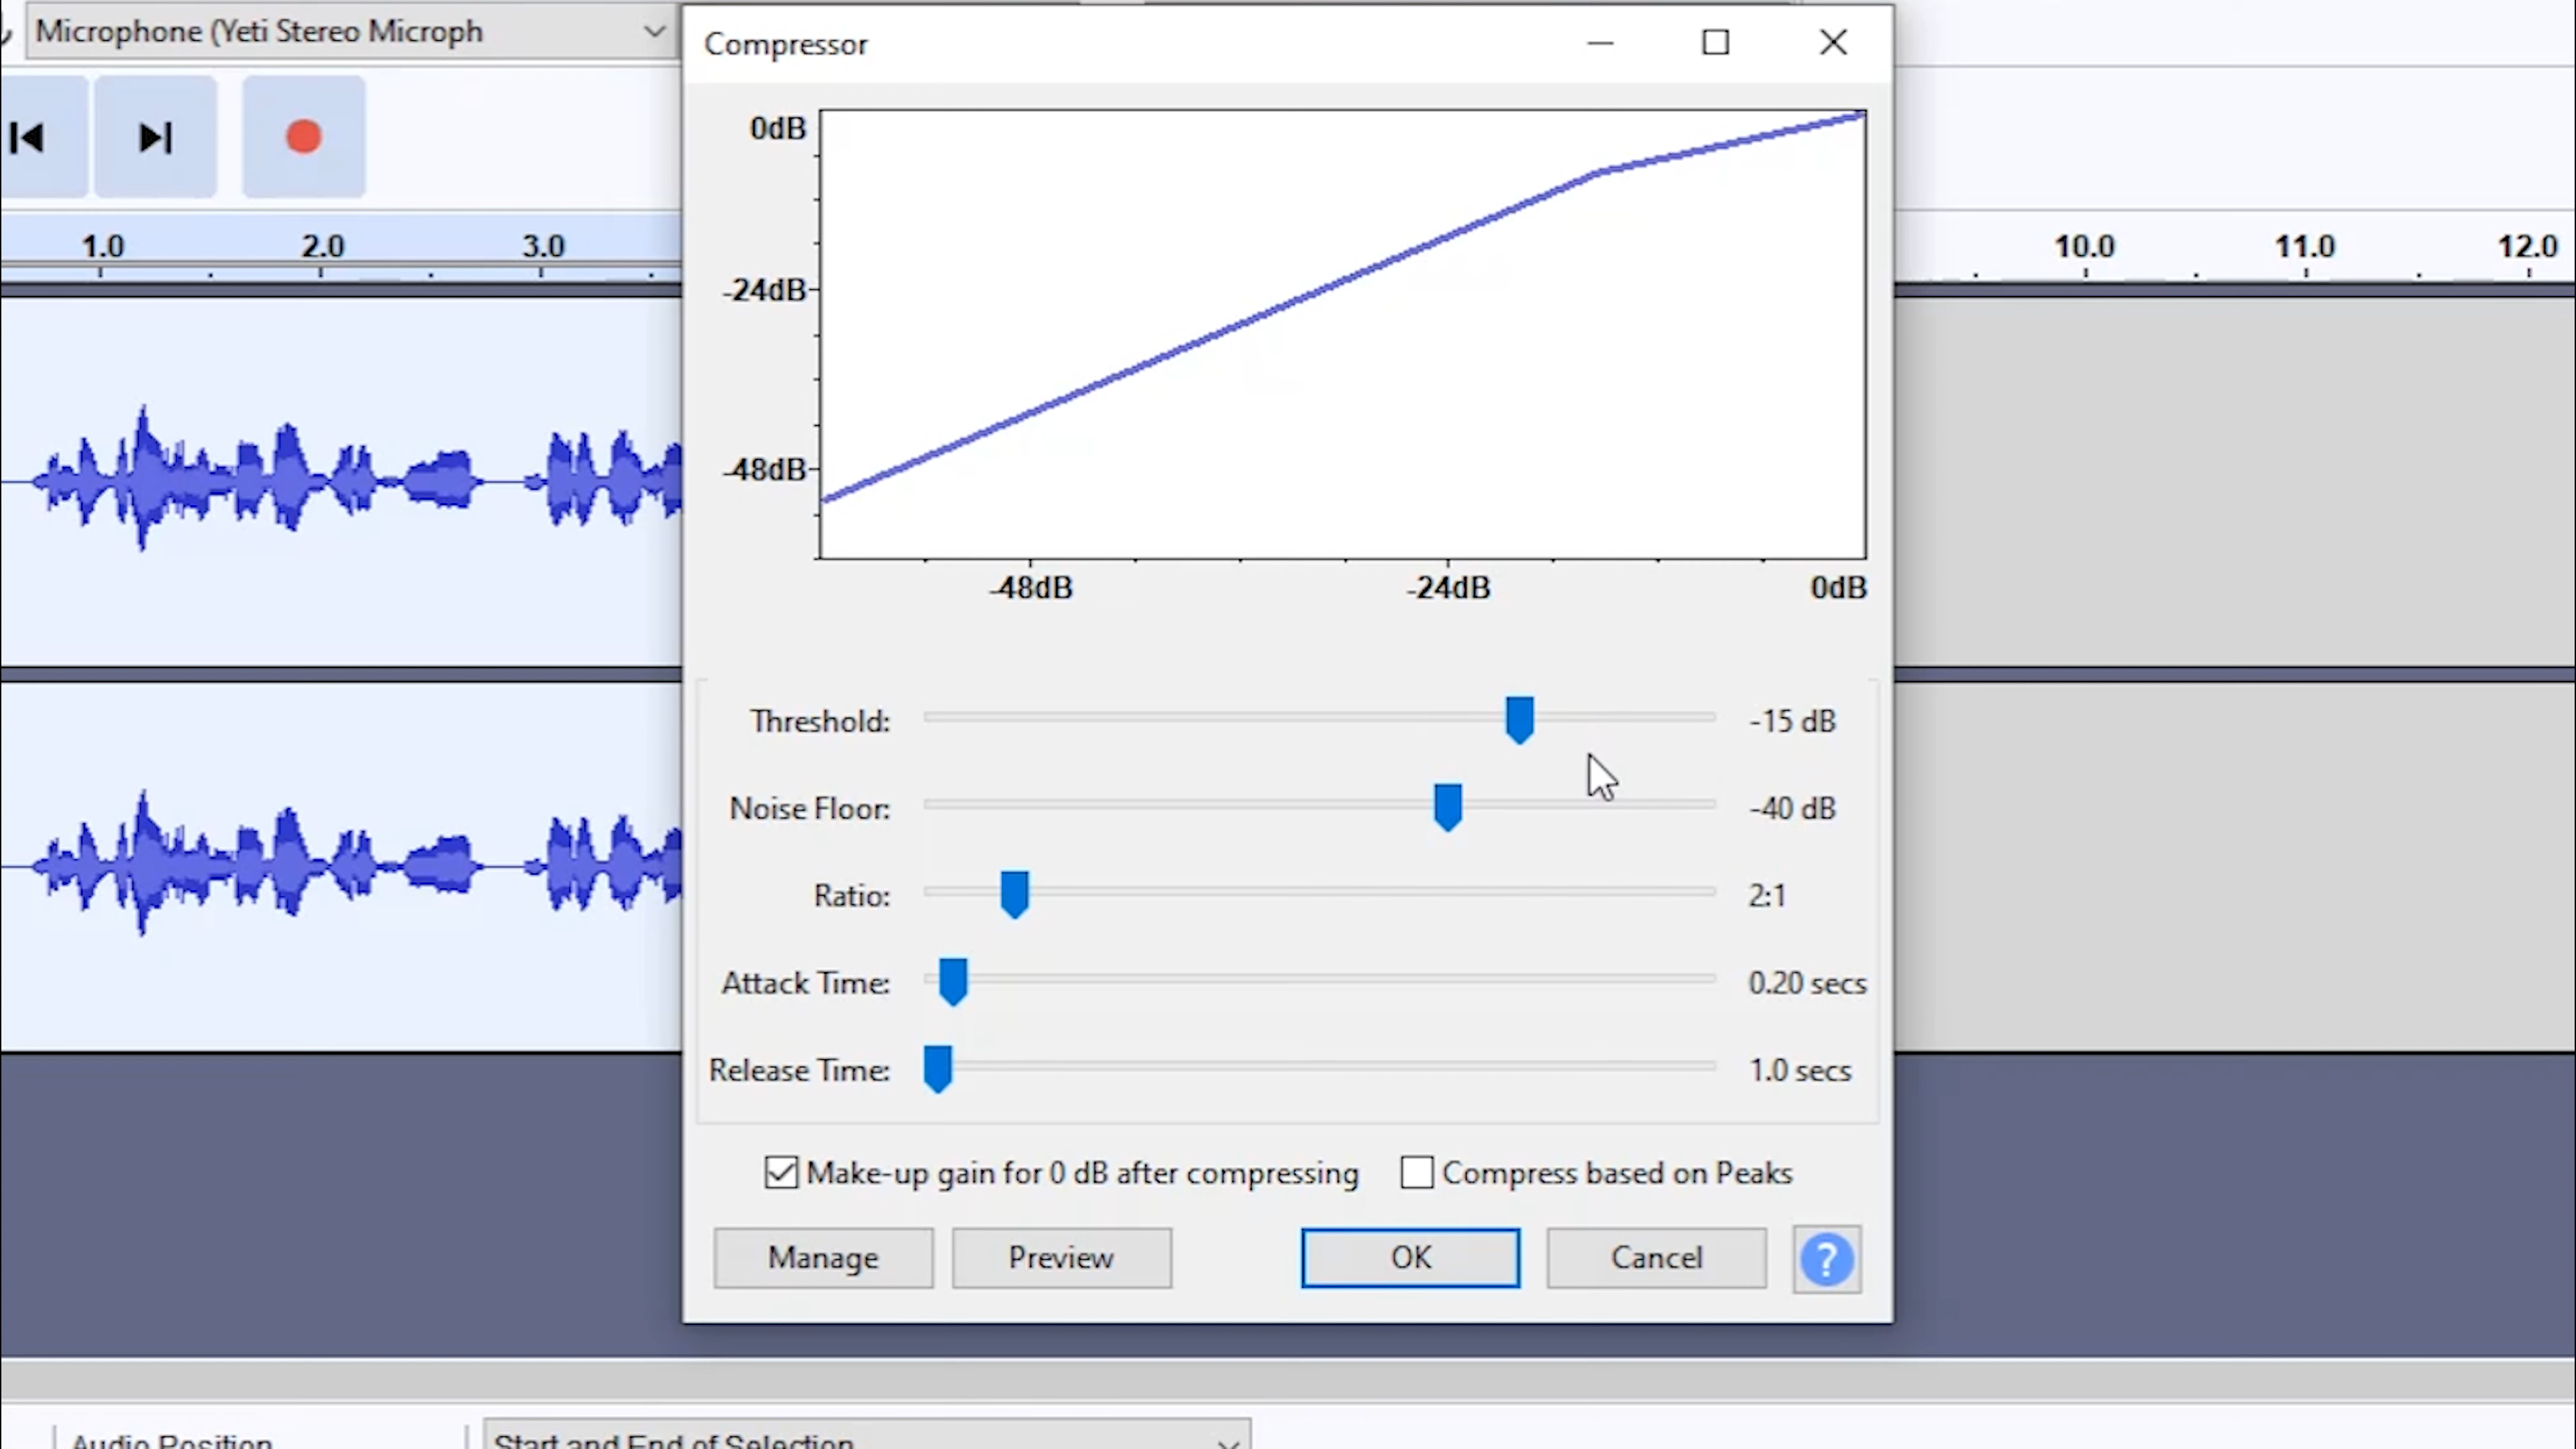 Microphone (Yeti Stereo Microph
Compressor
1.0 2.0 3.0
10.0 11.0 12.0
0dB
-24dB
-48dB
-48dB -24dB 0dB
Threshold: -15 dB
Noise Floor: -40 dB
Ratio: 2:1
Attack Time: 0.20 secs
Release Time: 1.0 secs
Make-up gain for 0 dB after compressing Compress based on Peaks
Manage Preview OK Cancel ?
Audio Position Start and End of Selection